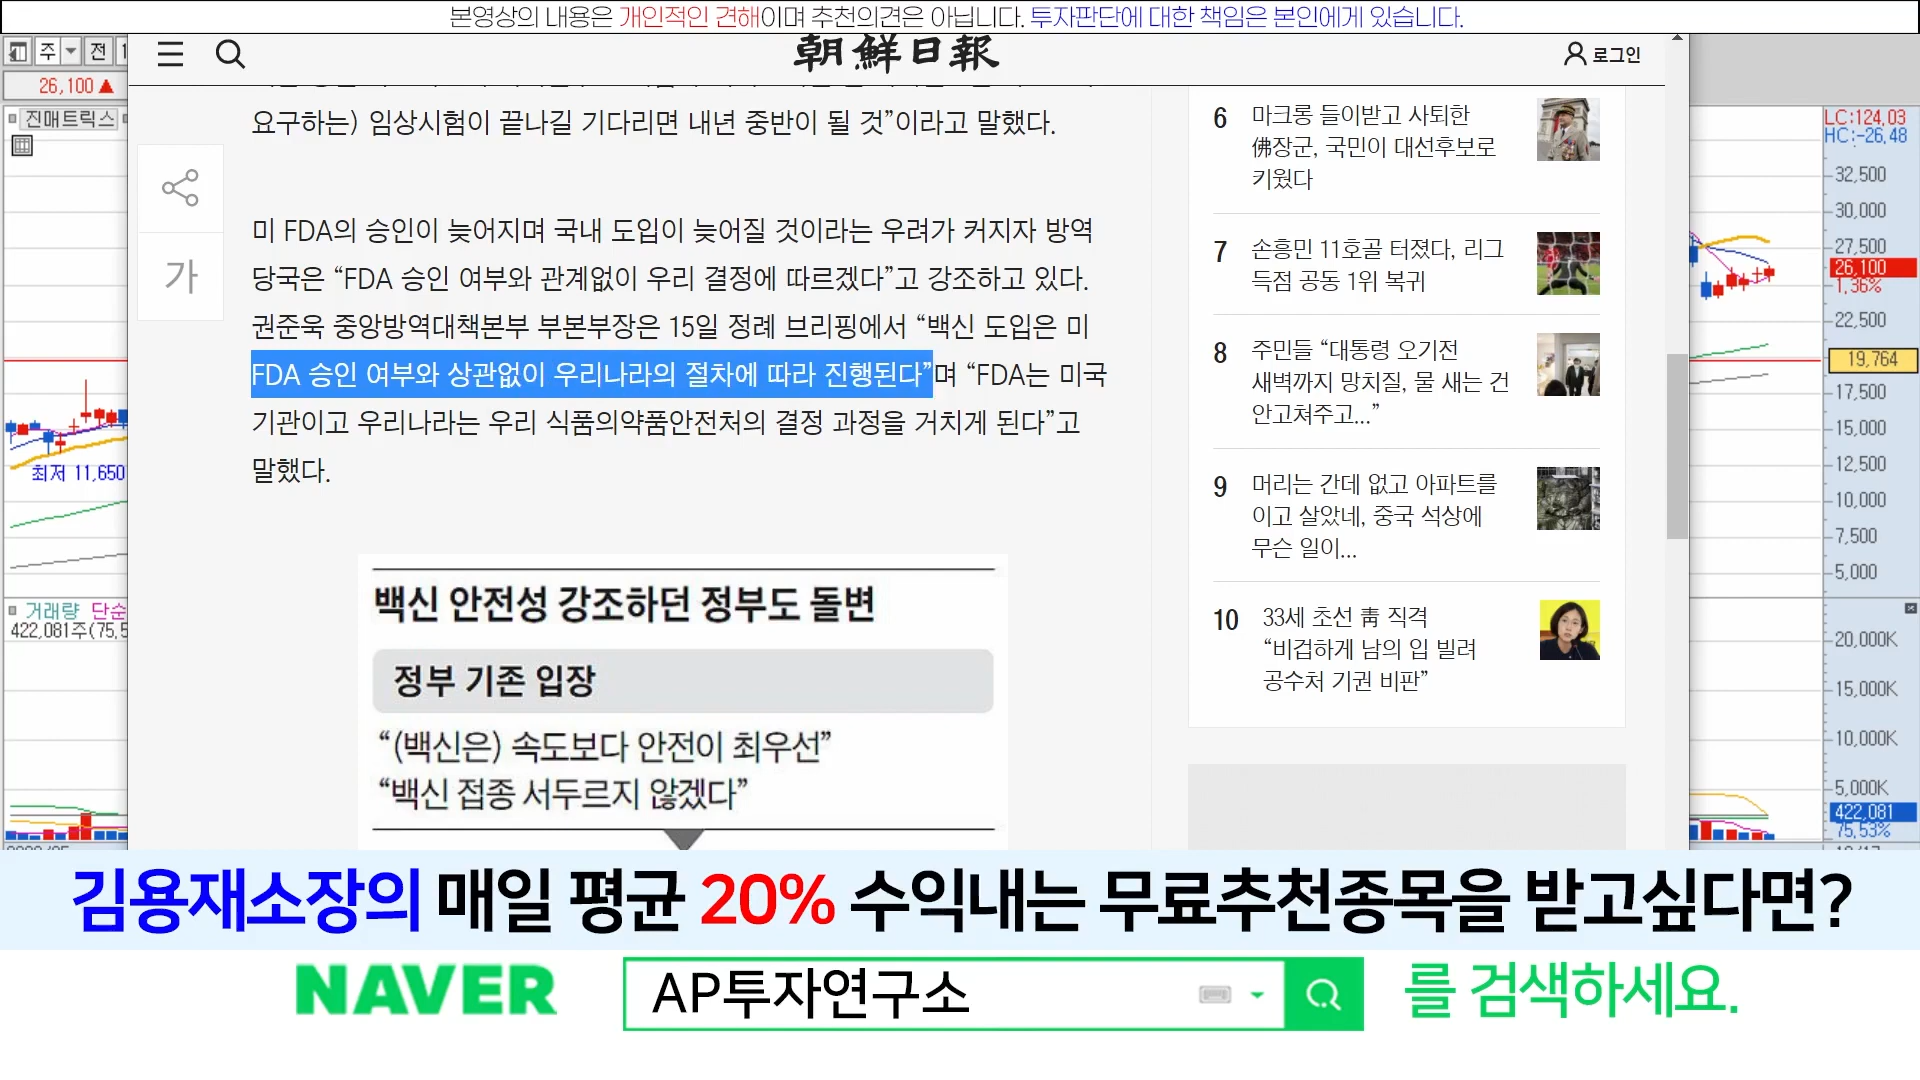 본영상의 내용은 개인적인 견해이며 추천의견은 아닙니다. 투자판단에 대한 책임은 본인에게 있습니다.
주
전
26,100▲
진매트릭스
최저 11,650
거래량 단순
422,081주(75,5
朝鮮日報
로그인
가
요구하는) 임상시험이 끝나길 기다리면 내년 중반이 될 것”이라고 말했다.
미 FDA의 승인이 늦어지며 국내 도입이 늦어질 것이라는 우려가 커지자 방역
당국은 “FDA 승인 여부와 관계없이 우리 결정에 따르겠다”고 강조하고 있다.
권준욱 중앙방역대책본부 부본부장은 15일 정례 브리핑에서 “백신 도입은 미
FDA 승인 여부와 상관없이 우리나라의 절차에 따라 진행된다”며 “FDA는 미국
기관이고 우리나라는 우리 식품의약품안전처의 결정 과정을 거치게 된다”고
말했다.
백신 안전성 강조하던 정부도 돌변
정부 기존 입장
“(백신은) 속도보다 안전이 최우선”
“백신 접종 서두르지 않겠다”
6 마크롱 들이받고 사퇴한
佛장군, 국민이 대선후보로
키웠다
7 손흥민 11호골 터졌다, 리그
득점 공동 1위 복귀
8 주민들 “대통령 오기전
새벽까지 망치질, 물 새는 건
안고쳐주고...”
9 머리는 간데 없고 아파트를
이고 살았네, 중국 석상에
무슨 일이...
10 33세 초선 靑 직격
“비겁하게 남의 입 빌려
공수처 기권 비판”
LC:124,03
HC:-26,48
32,500
30,000
27,500
26,100
1,36%
22,500
19,764
17,500
15,000
12,500
10,000
7,500
5,000
20,000K
15,000K
10,000K
5,000K
422,081
75,53%
김용재소장의 매일 평균 20% 수익내는 무료추천종목을 받고싶다면?
NAVER AP투자연구소 를 검색하세요.